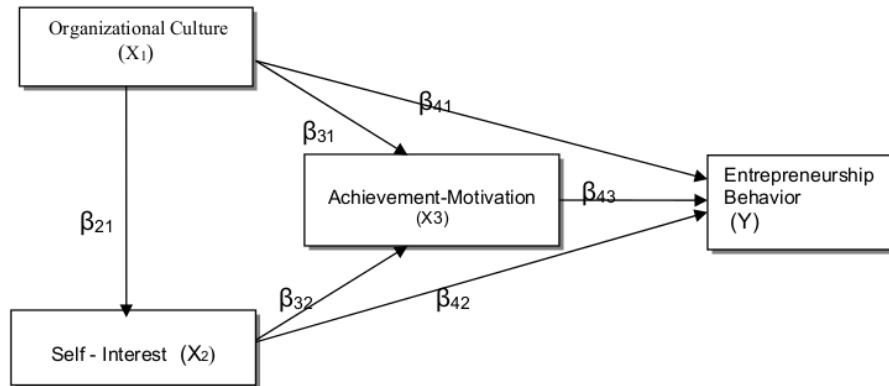 Organizational Culture
(X₁)
β₄₁
β₃₁
Achievement-Motivation
(X3)
Entrepreneurship
Behavior
(Y)
β₄₃
β₂₁
β₃₂
β₄₂
Self - Interest (X₂)